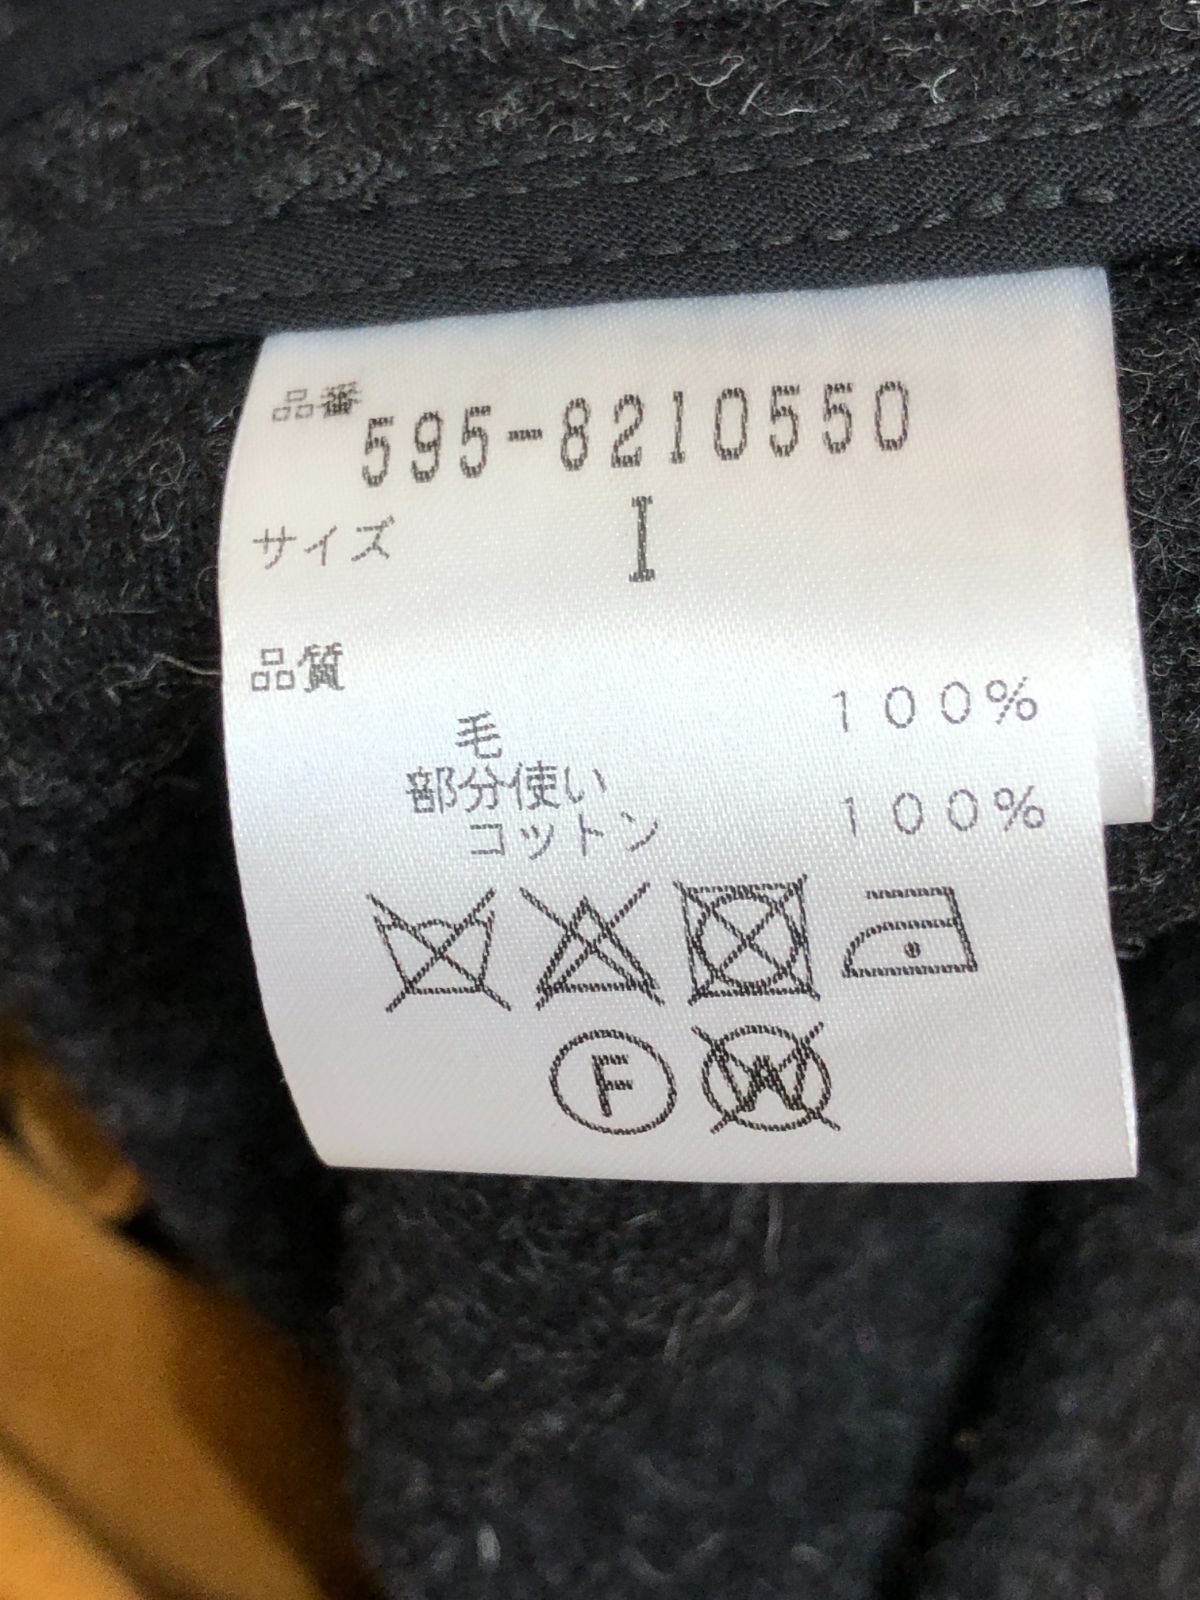 品番 595-8210550
サイズ I
品質
毛 100%
部分使い
コットン 100%
F
W